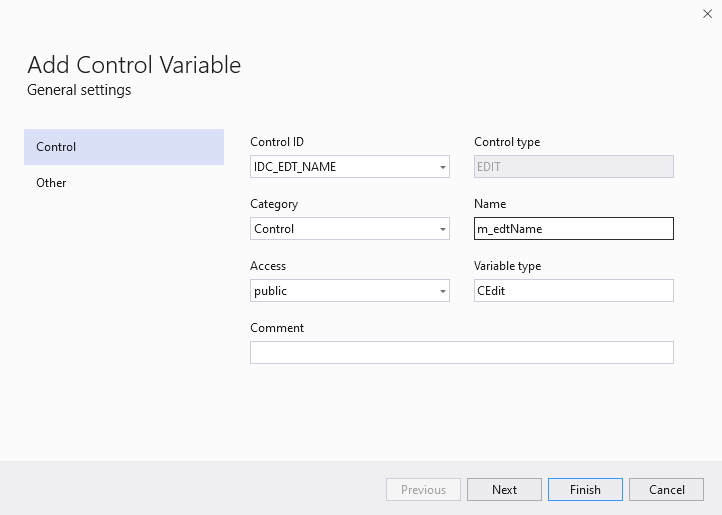 Add Control Variable
General settings
Control
Other
Control ID
IDC_EDT_NAME
Control type
EDIT
Category
Control
Name
m_edtName
Access
public
Variable type
CEdit
Comment
Previous
Next
Finish
Cancel